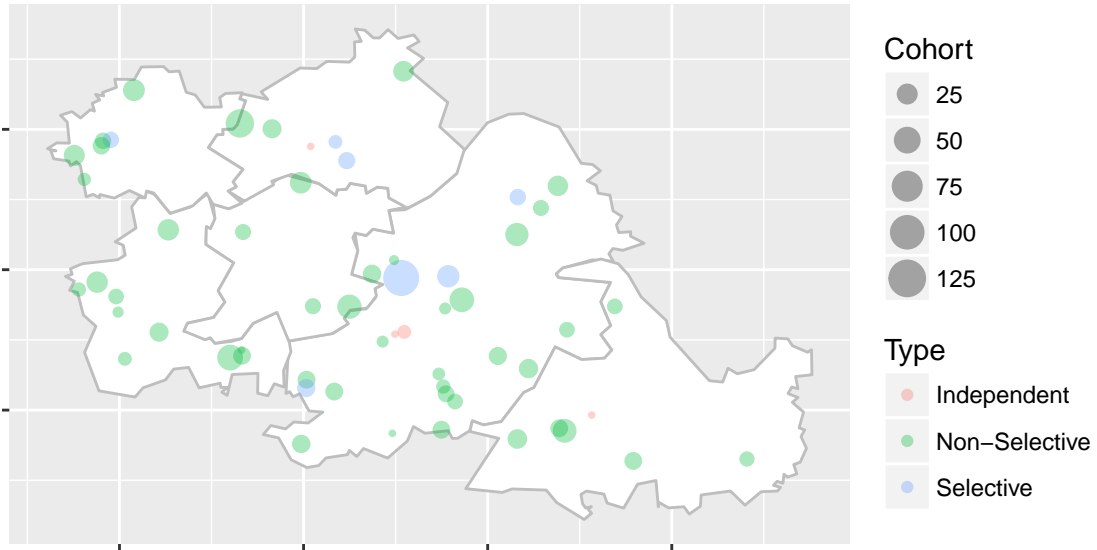 Cohort
25
50
75
100
125
Type
Independent
Non−Selective
Selective